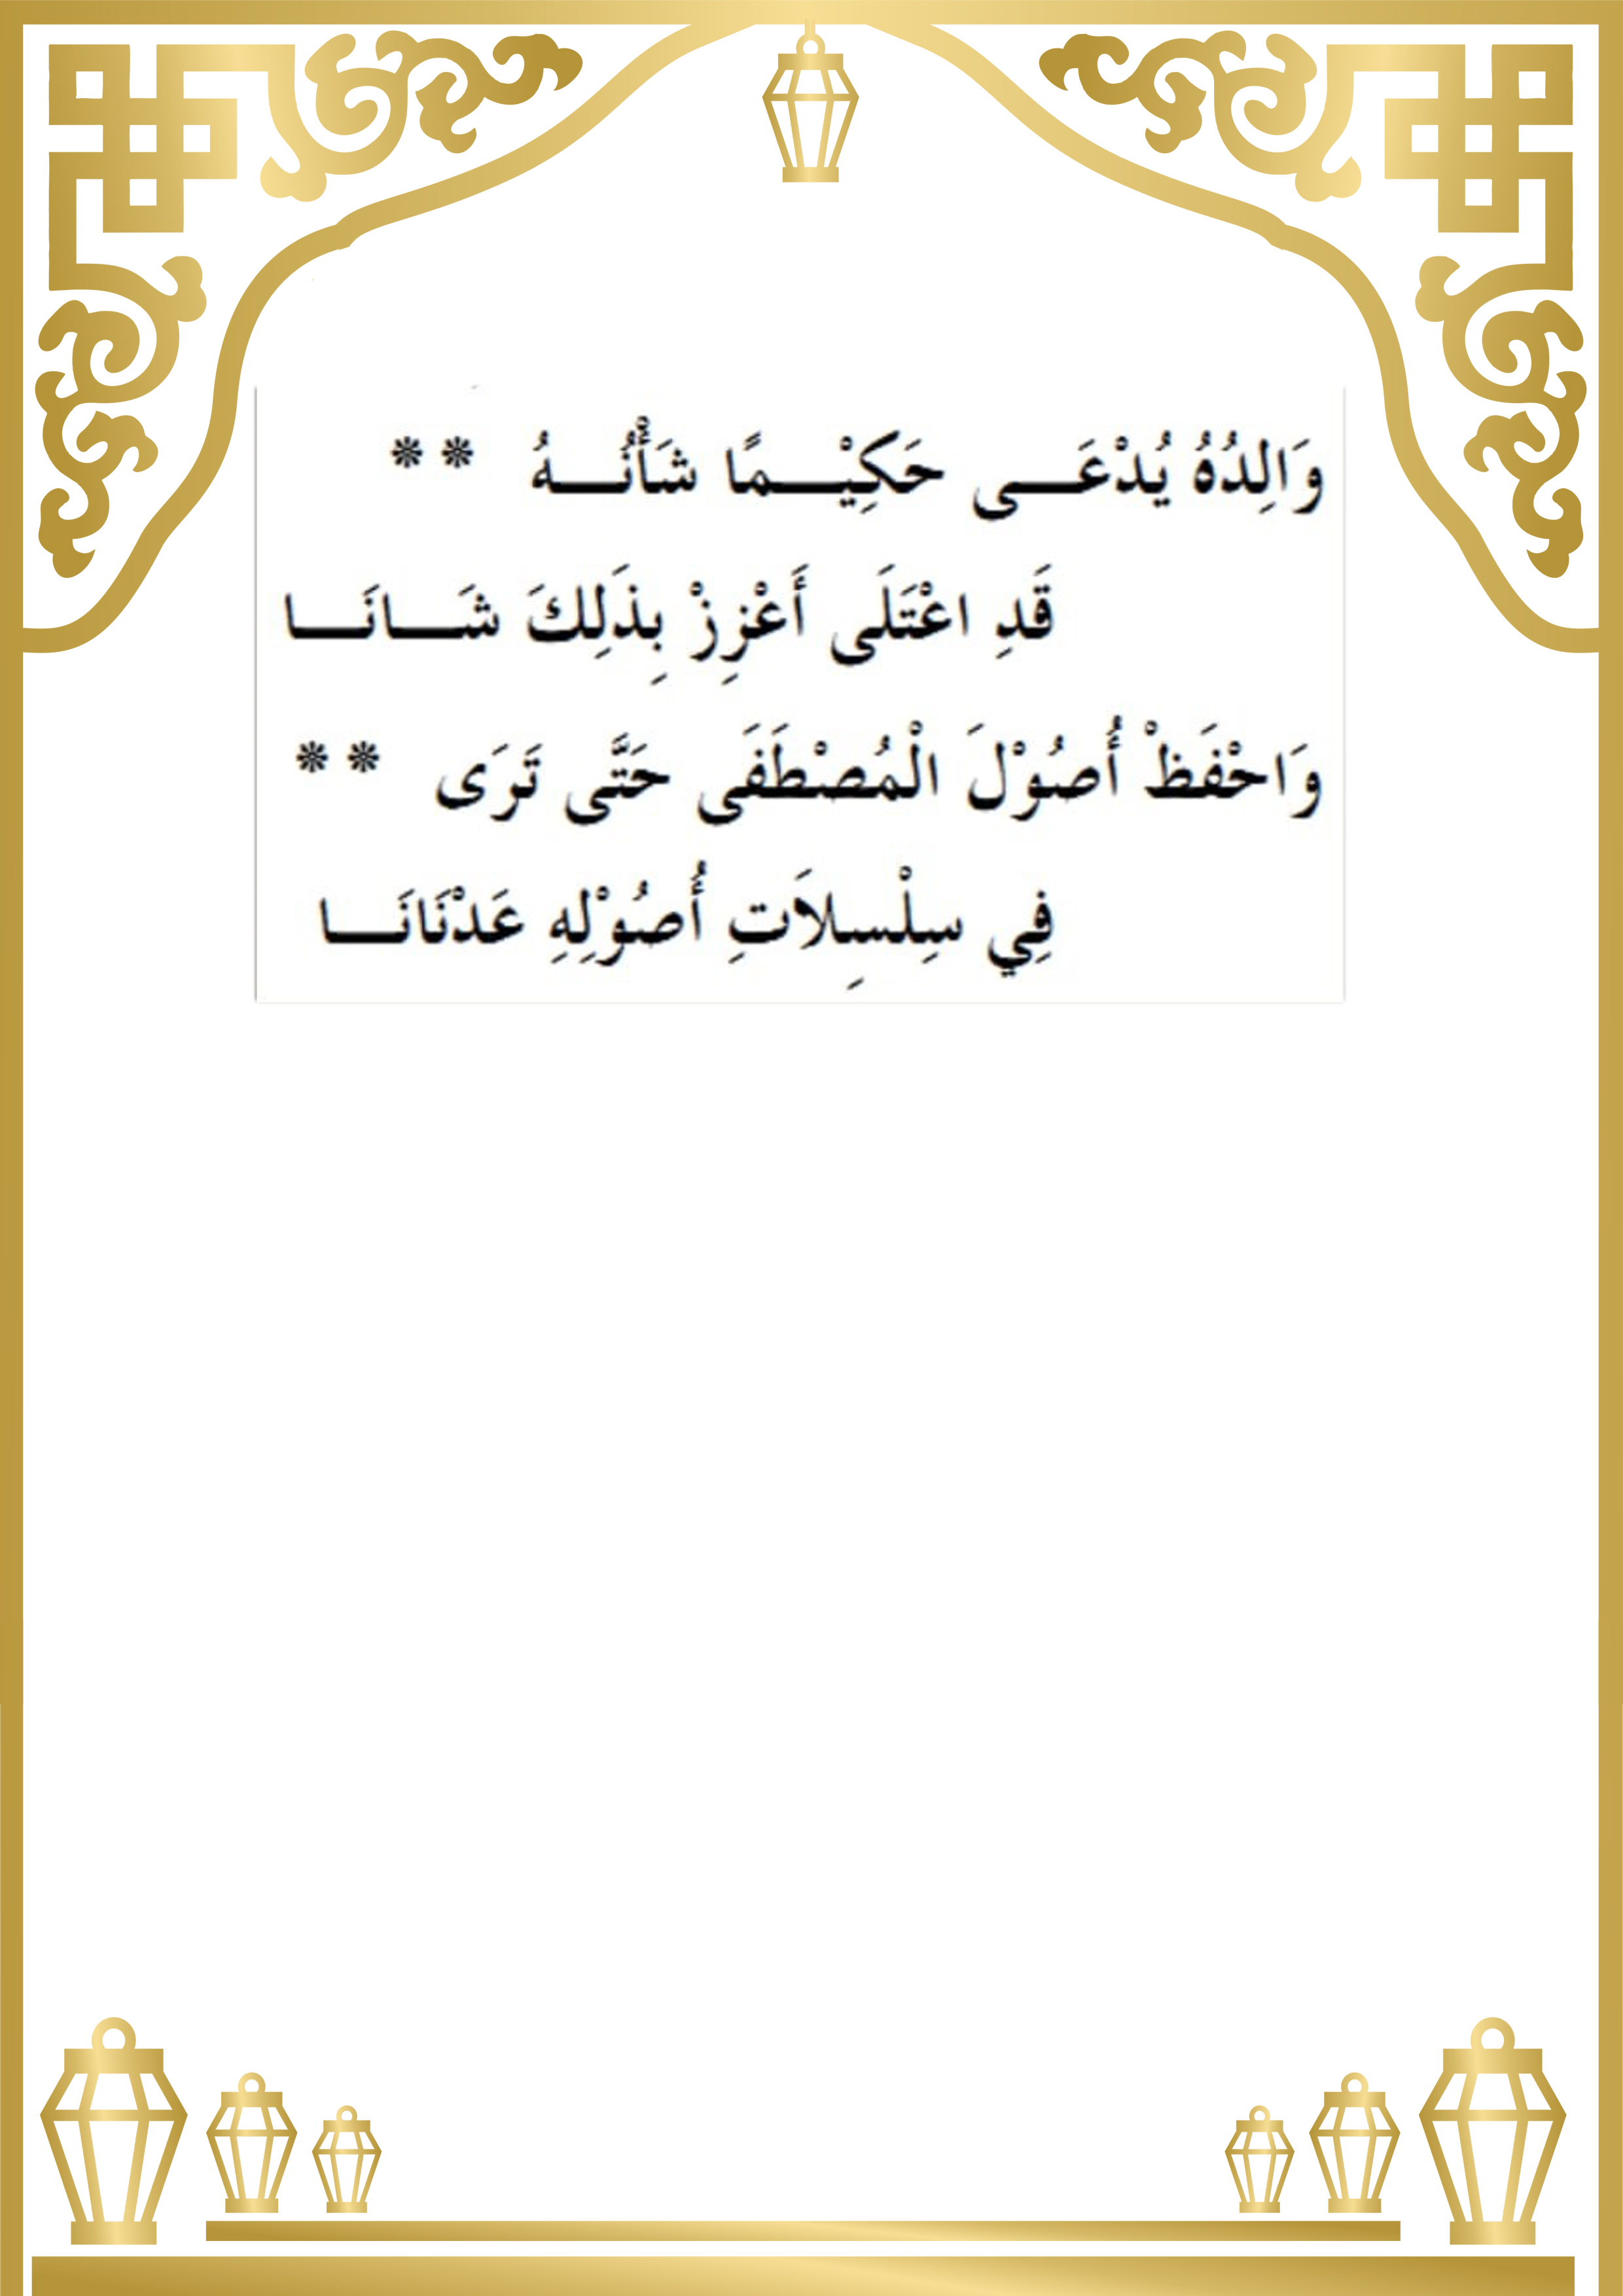 وَالِدُهُ يُدْعَـــى حَكِيْـــمًا شَأْنُـــهُ ** 
قَدِ اعْتَلَى أَعْزِزْ بِذَلِكَ شَـــانَـــا
وَاحْفَظْ أُصُوْلَ الْمُصْطَفَى حَتَّى تَرَى **
فِي سِلْسِلاَتِ أُصُوْلِهِ عَدْنَانَـــا